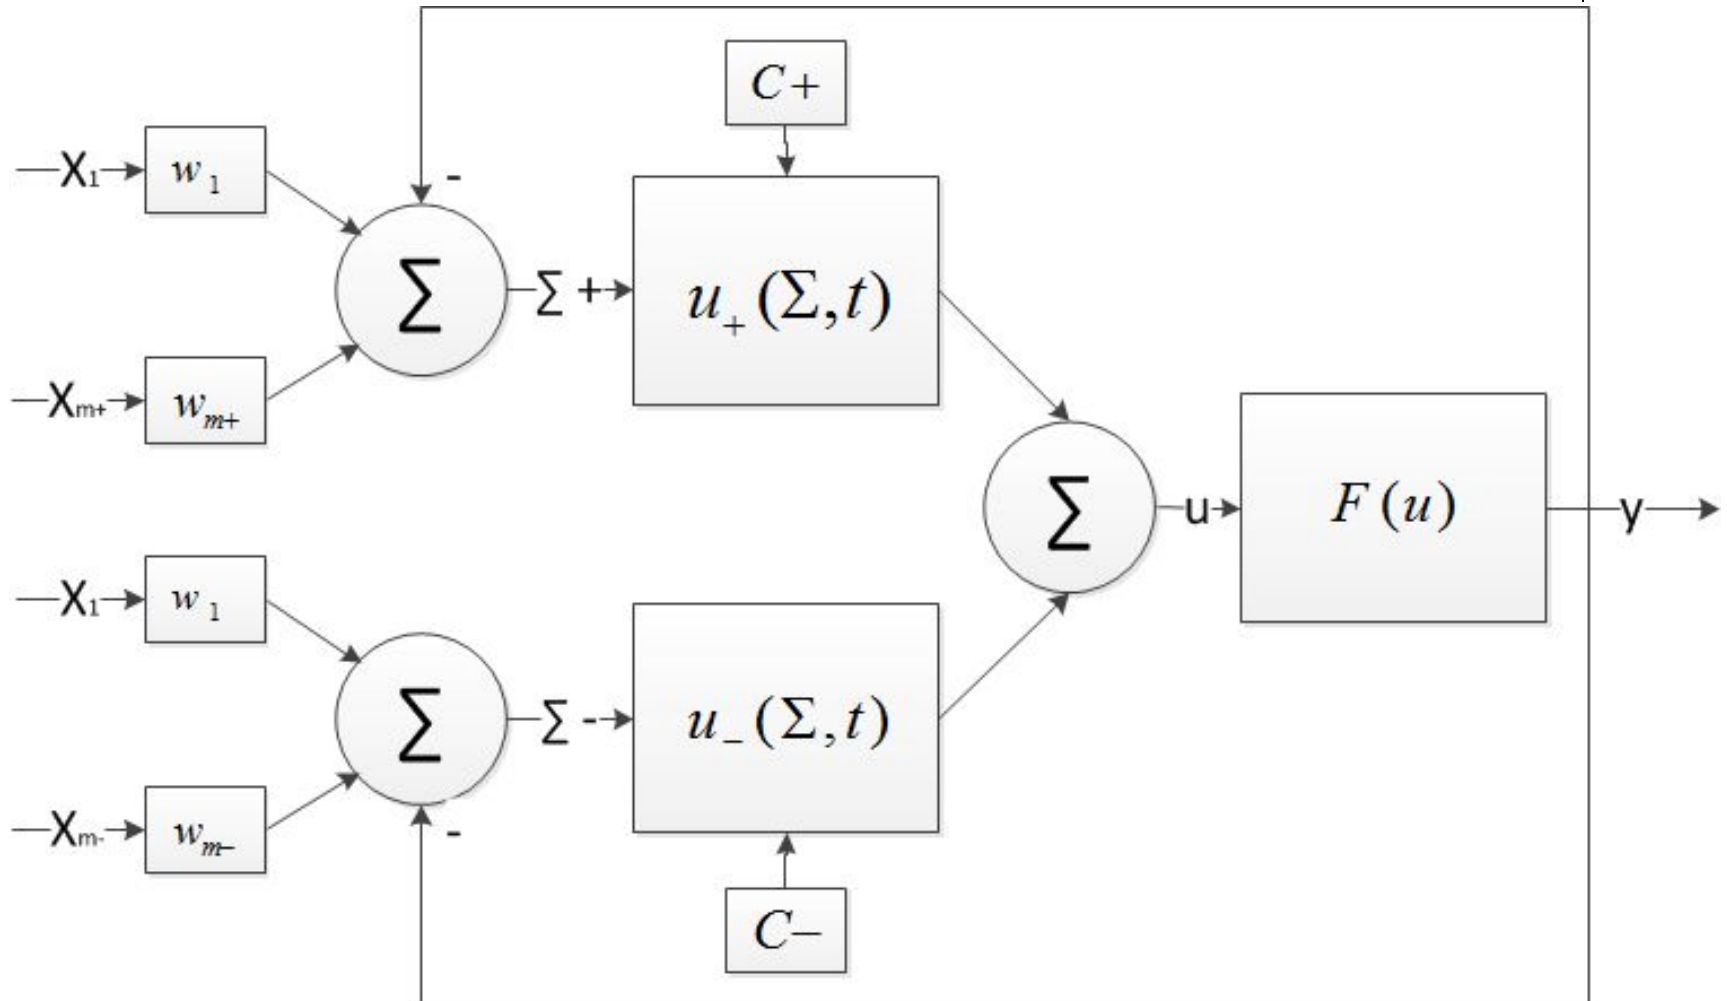 C+
X₁ w₁
-
∑ ∑ + u₊(Σ,t)
Xₘ₊ wₘ₊
∑ u F(u) y
X₁ w₁
∑ ∑ - u₋(Σ,t)
Xₘ₋ wₘ₋
-
C−